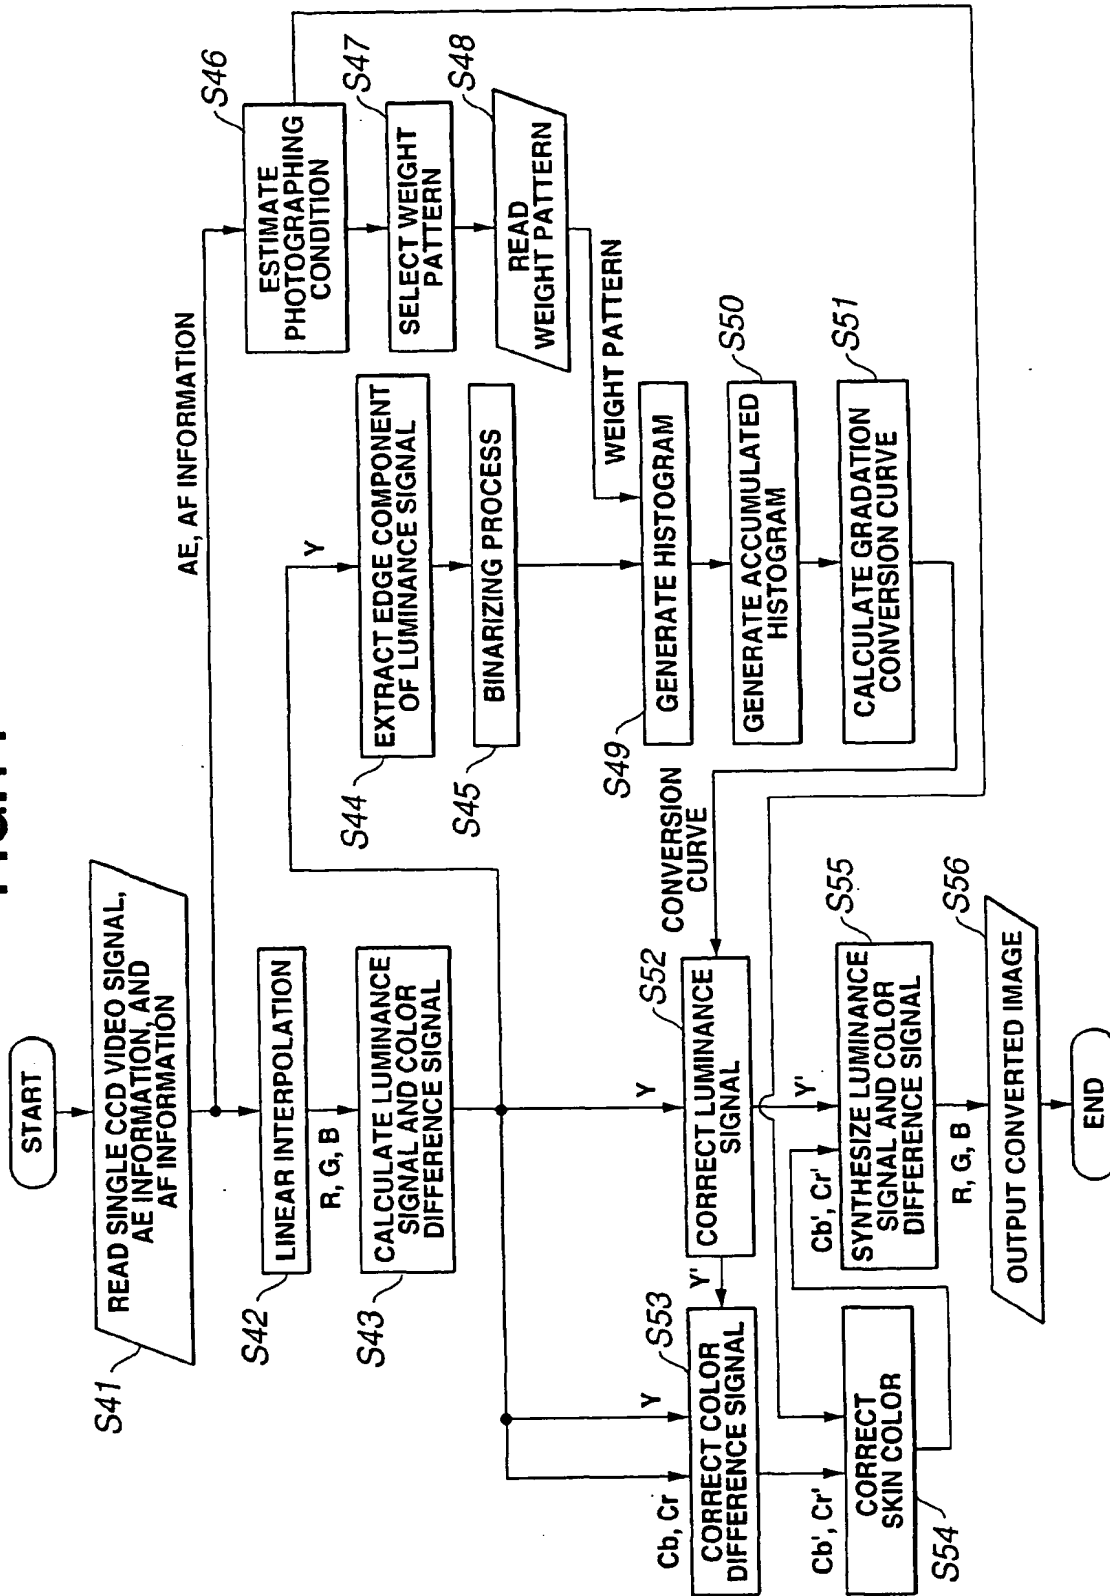 START
S41
READ SINGLE CCD VIDEO SIGNAL,
AE INFORMATION, AND
AF INFORMATION
AE, AF INFORMATION
S42
LINEAR INTERPOLATION
R, G, B
S43
CALCULATE LUMINANCE
SIGNAL AND COLOR
DIFFERENCE SIGNAL
Y
S44
EXTRACT EDGE COMPONENT
OF LUMINANCE SIGNAL
S45
BINARIZING PROCESS
S46
ESTIMATE
PHOTOGRAPHING
CONDITION
S47
SELECT WEIGHT
PATTERN
S48
READ
WEIGHT PATTERN
WEIGHT PATTERN
S49
GENERATE HISTOGRAM
S50
GENERATE ACCUMULATED
HISTOGRAM
S51
CALCULATE GRADATION
CONVERSION CURVE
CONVERSION
CURVE
Y
S52
CORRECT LUMINANCE
SIGNAL
Y'
Cb, Cr
Y
S53
CORRECT COLOR
DIFFERENCE SIGNAL
Cb', Cr'
CORRECT
SKIN COLOR
S54
Cb', Cr'
Y'
S55
SYNTHESIZE LUMINANCE
SIGNAL AND COLOR
DIFFERENCE SIGNAL
R, G, B
S56
OUTPUT CONVERTED IMAGE
END